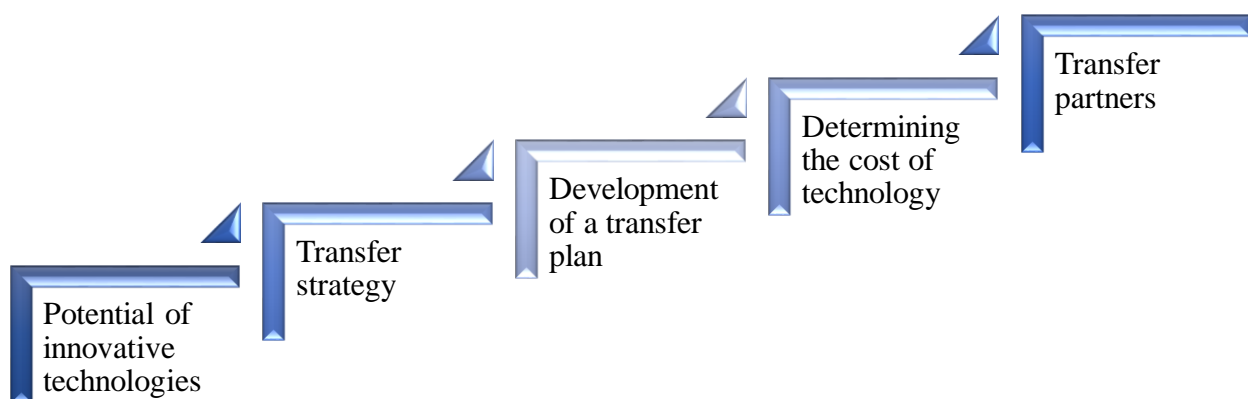 Potential of
innovative
technologies
Transfer
strategy
Development
of a transfer
plan
Determining
the cost of
technology
Transfer
partners